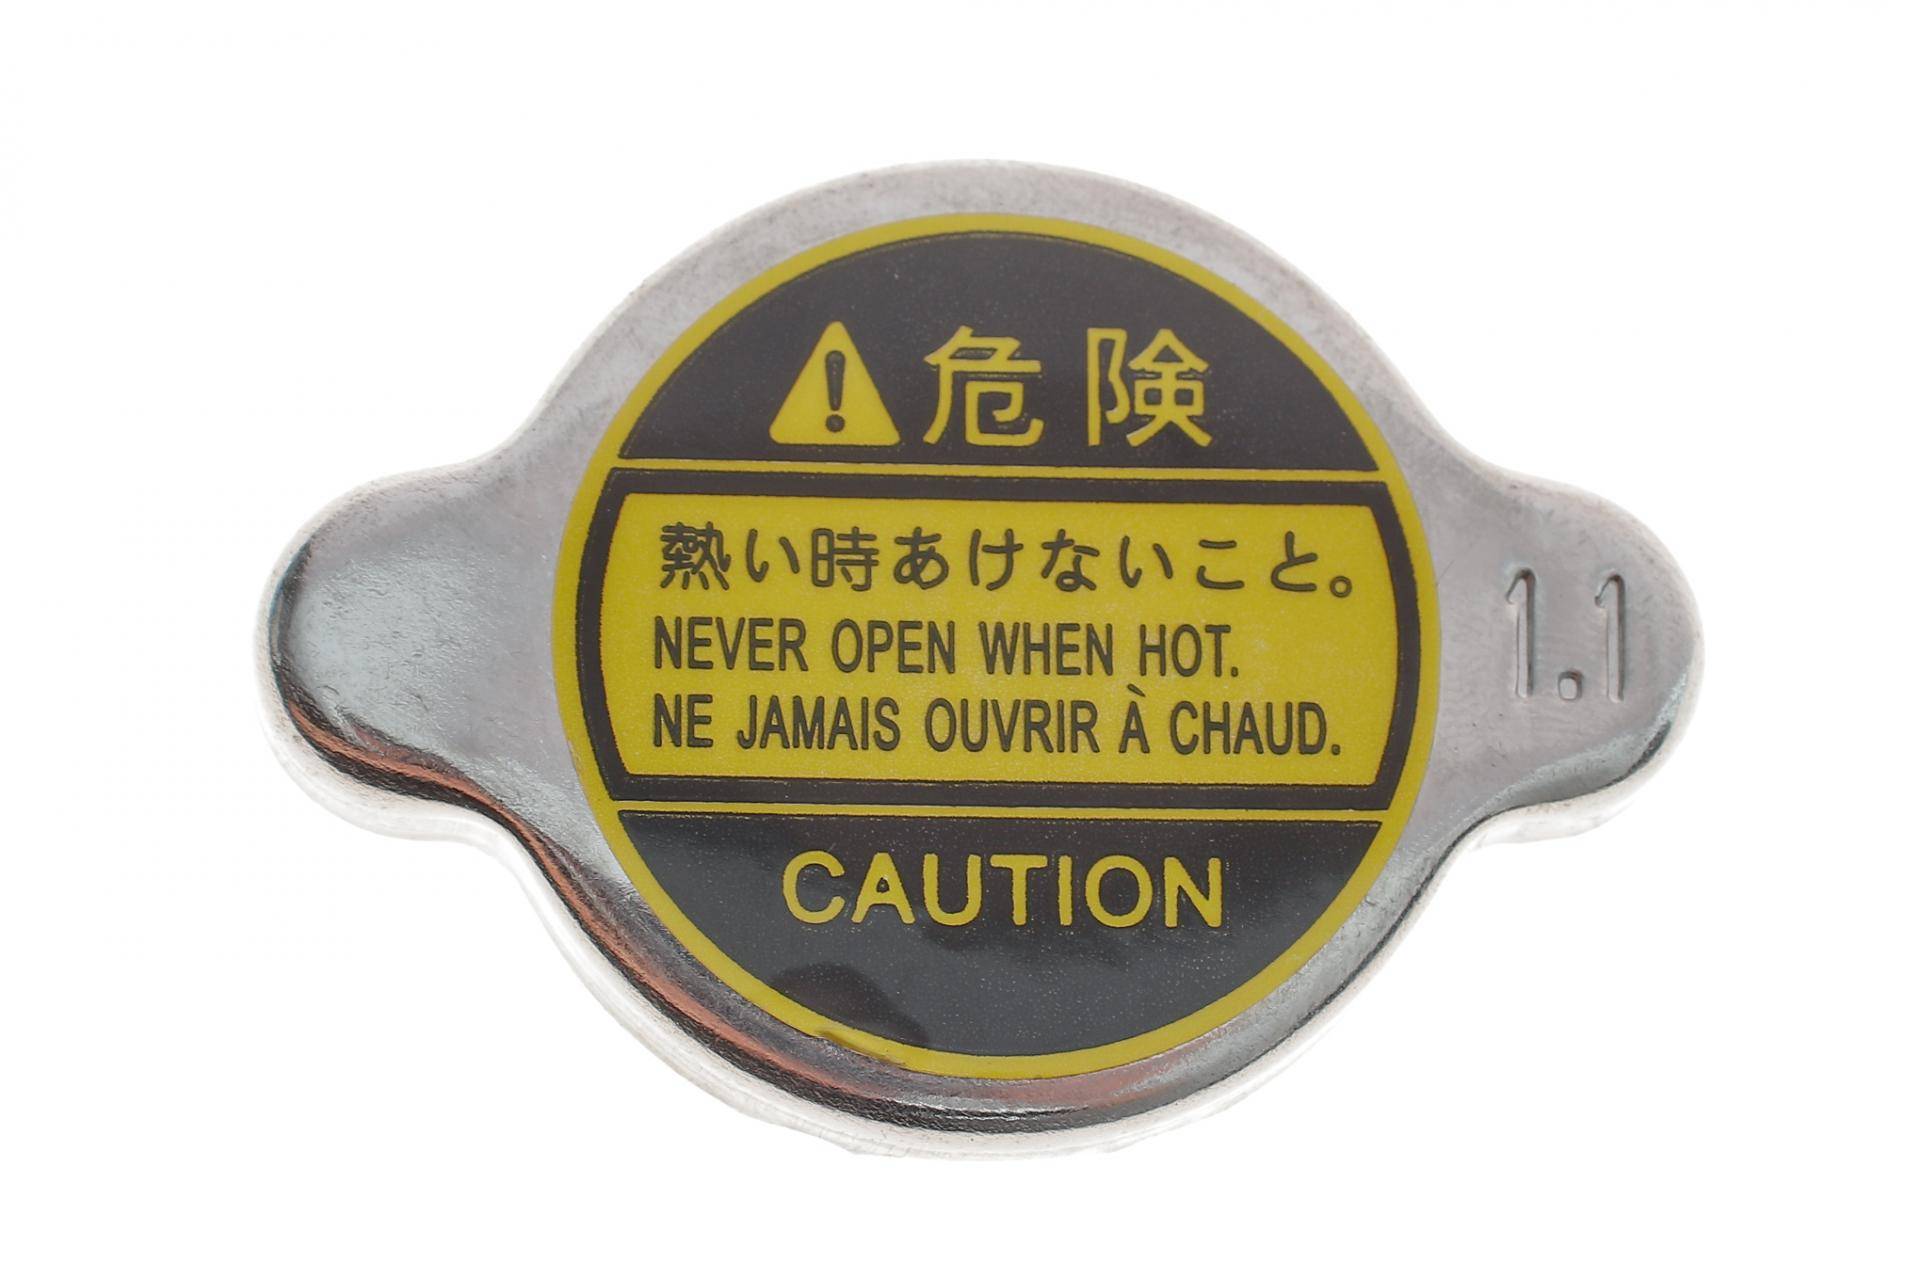 危険
熱い時あけないこと。
NEVER OPEN WHEN HOT.
NE JAMAIS OUVRIR À CHAUD.
1.1
CAUTION